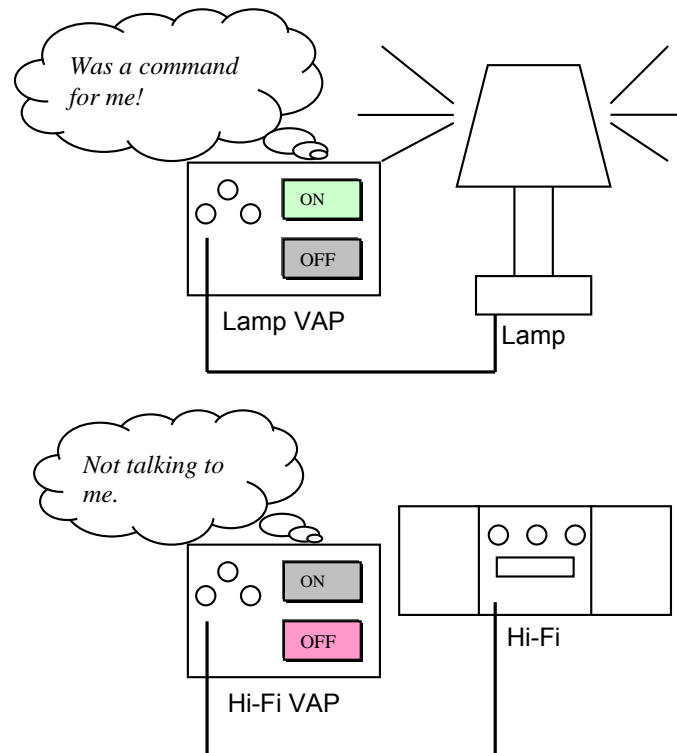 Was a command
for me!
ON
OFF
Lamp VAP
Lamp
Not talking to
me.
ON
OFF
Hi-Fi
Hi-Fi VAP